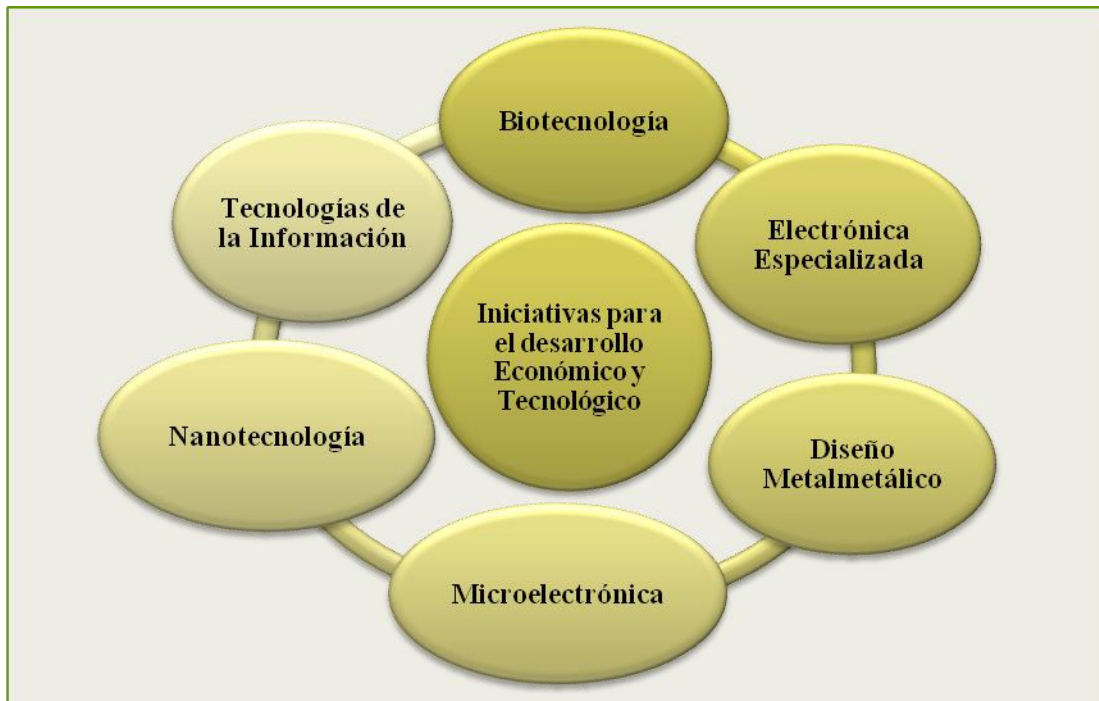 Biotecnología
Tecnologías de
la Información
Electrónica
Especializada
Iniciativas para
el desarrollo
Económico y
Tecnológico
Nanotecnología
Diseño
Metalmetálico
Microelectrónica